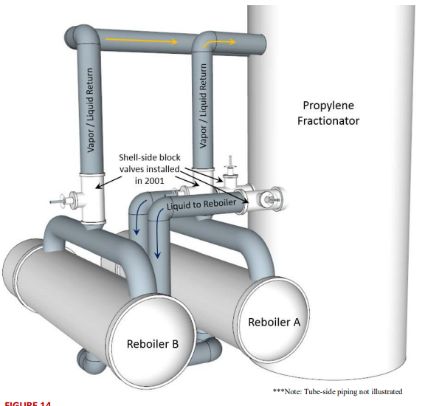 Vapor / Liquid Return
Vapor / Liquid Return
Propylene
Fractionator
Shell-side block
valves installed
in 2001
Liquid to Reboiler
Reboiler A
Reboiler B
***Note: Tube-side piping not illustrated
FIGURE 14